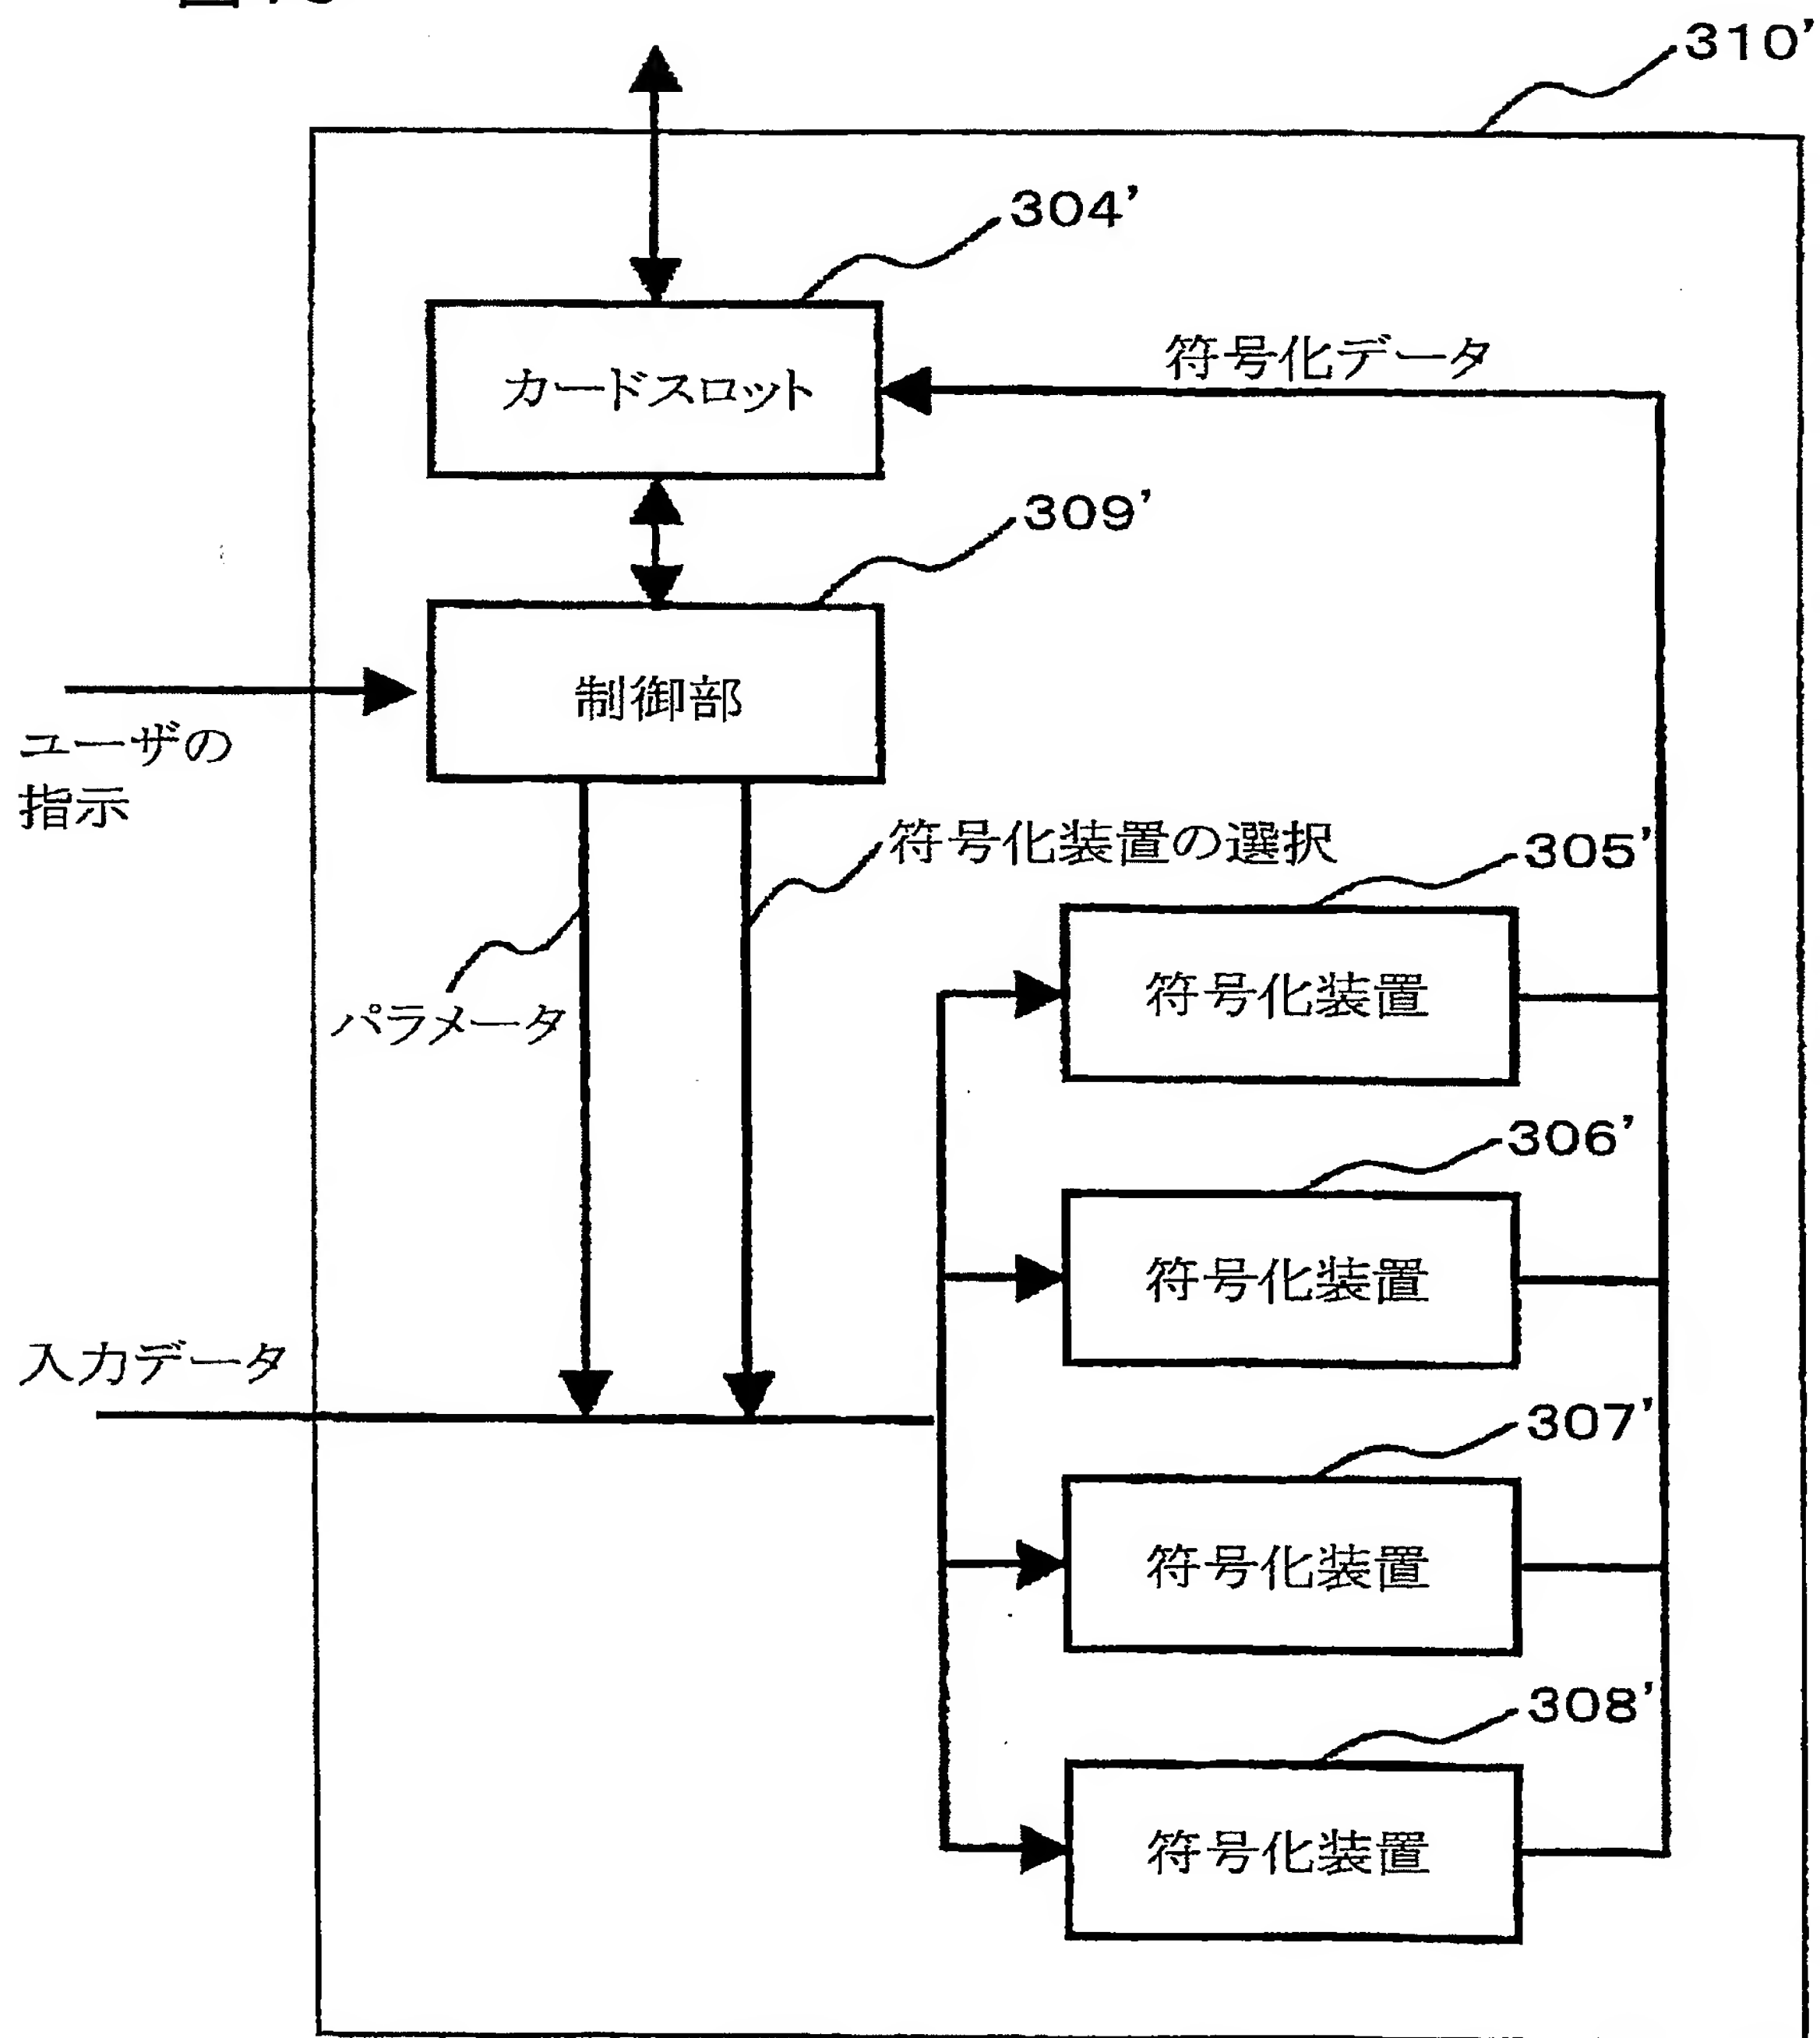 310'
304'
符号化データ
カードスロット
309'
制御部
ユーザの
指示
符号化装置の選択
305'
符号化装置
パラメータ
306'
符号化装置
入力データ
307'
符号化装置
308'
符号化装置